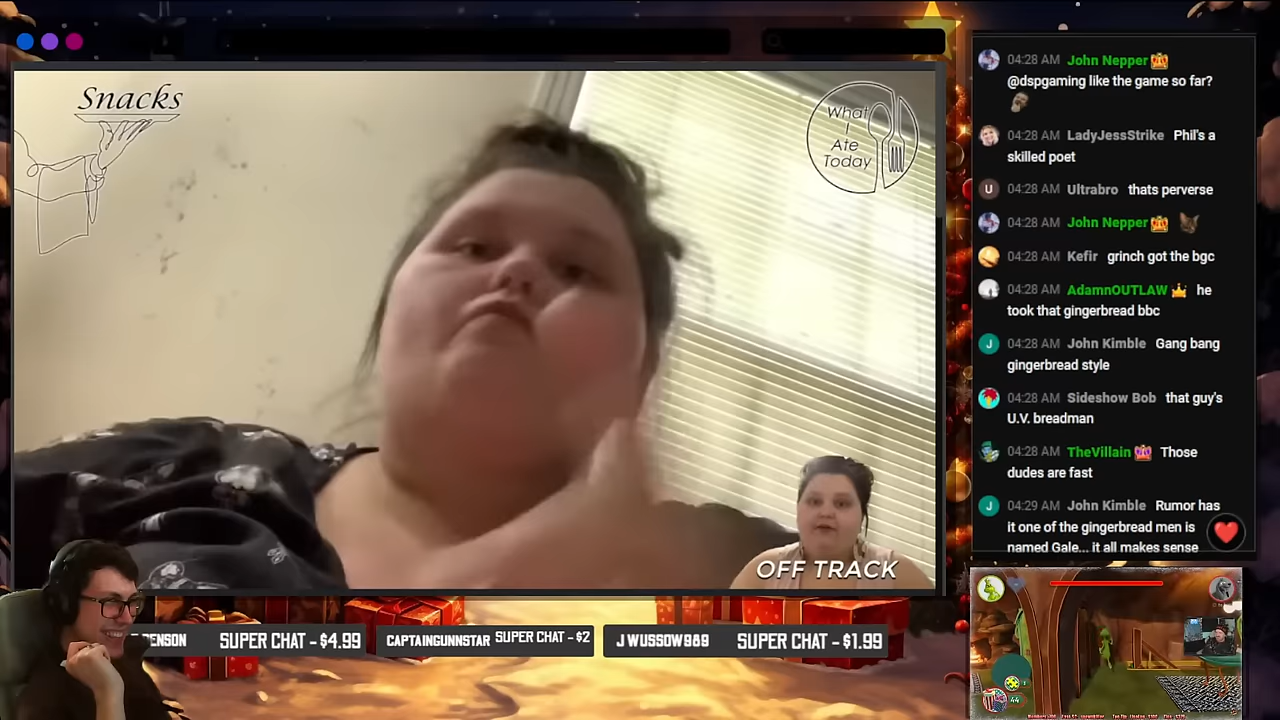 Snacks
What
I
Ate
Today
OFF TRACK
04:28 AM John Nepper
@dspgaming like the game so far?
04:28 AM LadyJessStrike Phil's a
skilled poet
U 04:28 AM Ultrabro thats perverse
04:28 AM John Nepper
04:28 AM Kefir grinch got the bgc
04:28 AM AdamnOUTLAW he
took that gingerbread bbc
J 04:28 AM John Kimble Gang bang
gingerbread style
04:28 AM Sideshow Bob that guy's
U.V. breadman
04:28 AM TheVillain Those
dudes are fast
J 04:29 AM John Kimble Rumor has
it one of the gingerbread men is
named Gale... it all makes sense
ENSON SUPER CHAT - $4.99
CAPTAINGUNNSTAR SUPER CHAT - $2
J WUSSOW989 SUPER CHAT - $1.99
44